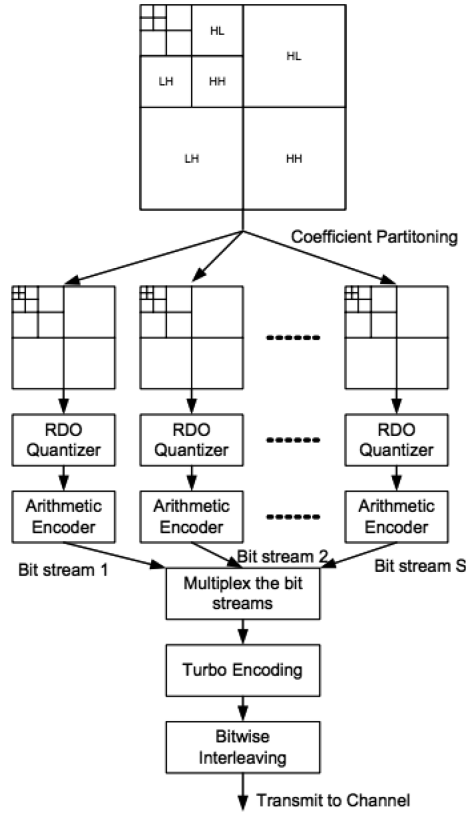 HL
HL
LH
HH
LH
HH
Coefficient Partitoning
RDO
Quantizer
RDO
Quantizer
RDO
Quantizer
Arithmetic
Encoder
Arithmetic
Encoder
Arithmetic
Encoder
Bit stream 1
Bit stream 2
Bit stream S
Multiplex the bit
streams
Turbo Encoding
Bitwise
Interleaving
Transmit to Channel